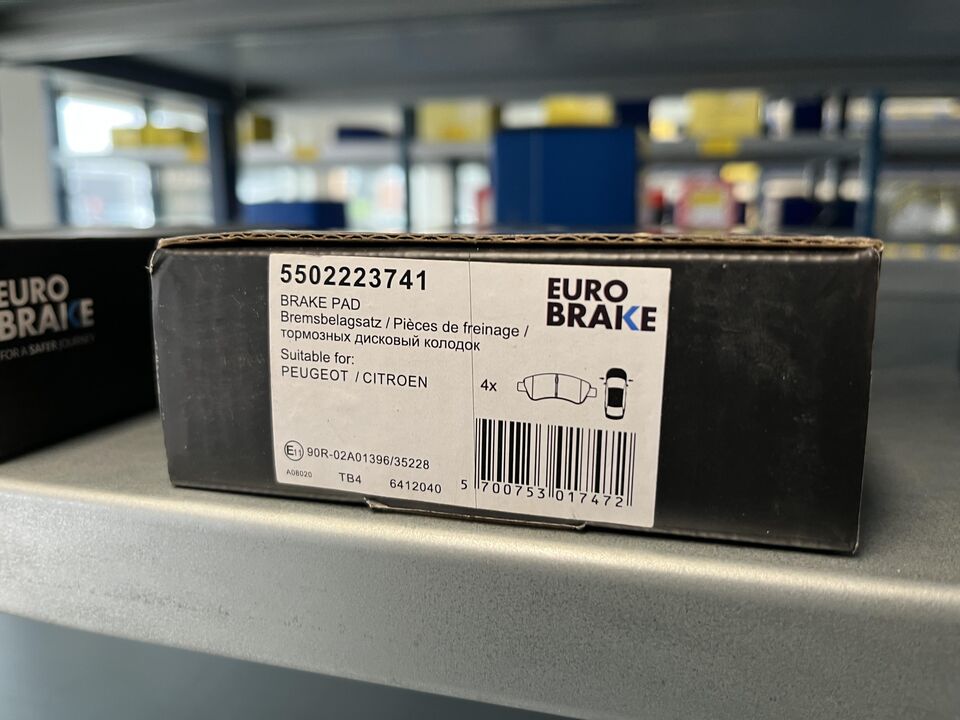 EURO
BRAKE
FOR A SAFER JOURNEY
5502223741
BRAKE PAD
Bremsbelagsatz / Pièces de freinage /
тормозных дисковый колодок
Suitable for:
PEUGEOT / CITROEN
EURO
BRAKE
4x
E11 90R-02A01396/35228
A08020 TB4 6412040
5 700753 017472